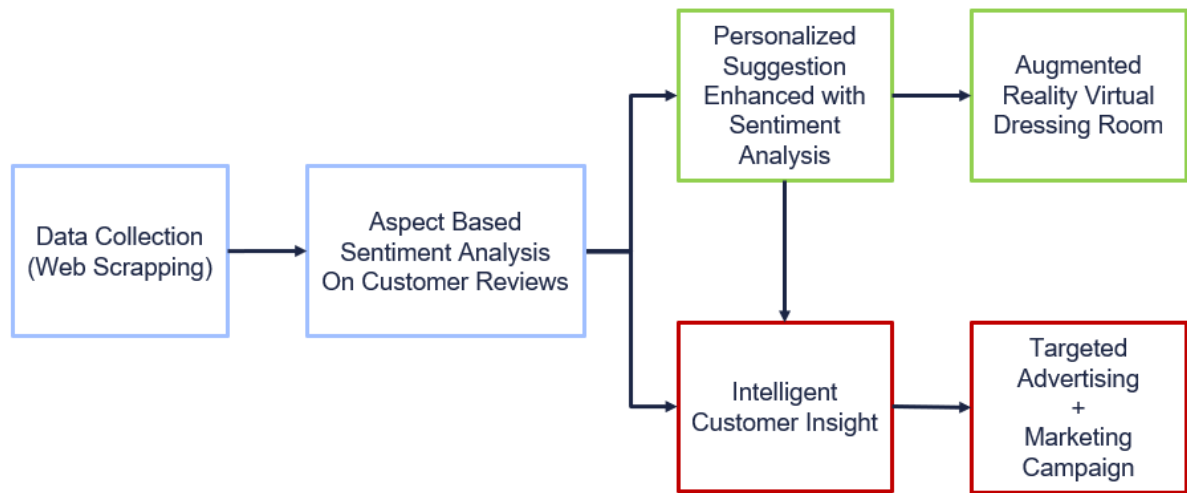 Data Collection
(Web Scrapping)
Aspect Based
Sentiment Analysis
On Customer Reviews
Personalized
Suggestion
Enhanced with
Sentiment
Analysis
Augmented
Reality Virtual
Dressing Room
Intelligent
Customer Insight
Targeted
Advertising
+
Marketing
Campaign